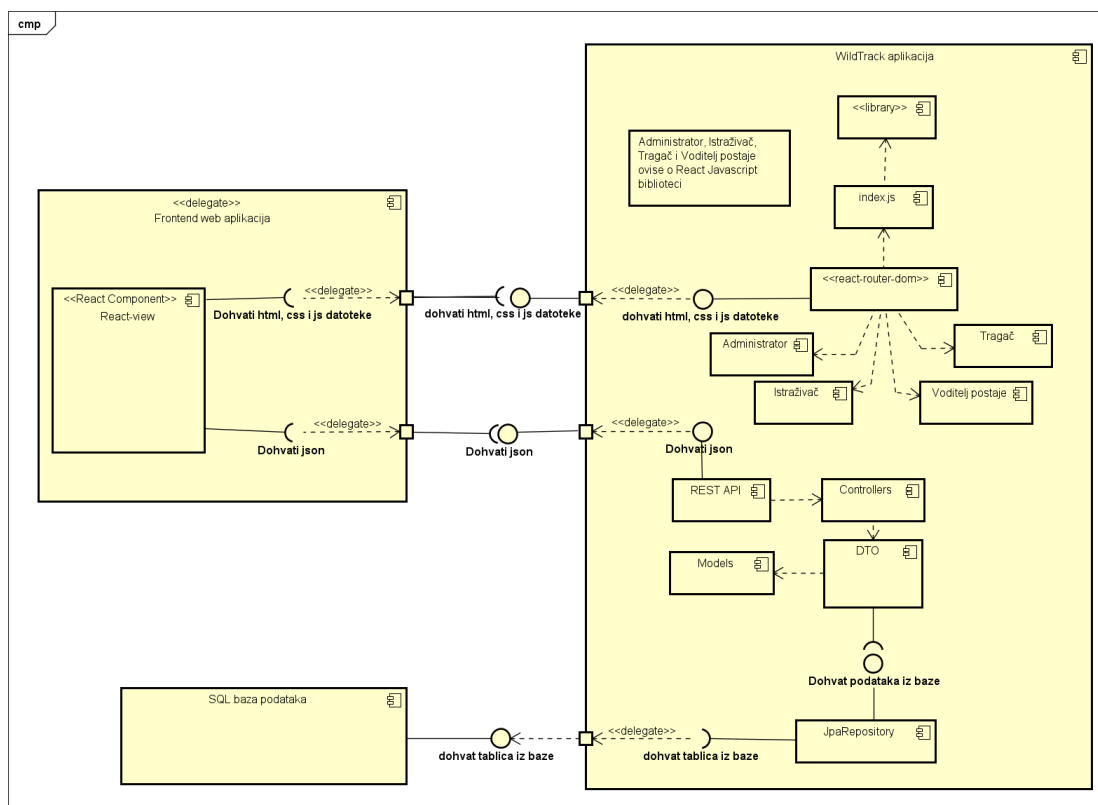 cmp
WildTrack aplikacija
<<library>>
Administrator, Istraživač,
Tragač i Voditelj postaje
ovise o React Javascript
biblioteci
index.js
<<delegate>>
Frontend web aplikacija
<<React Component>>
React-view
<<delegate>>
Dohvati html, css i js datoteke
dohvati html, css i js datoteke
<<delegate>>
dohvati html, css i js datoteke
<<react-router-dom>>
Administrator
Tragač
Istraživač
Voditelj postaje
<<delegate>>
Dohvati json
Dohvati json
<<delegate>>
Dohvati json
REST API
Controllers
DTO
Models
Dohvat podataka iz baze
SQL baza podataka
dohvat tablica iz baze
<<delegate>>
dohvat tablica iz baze
JpaRepository